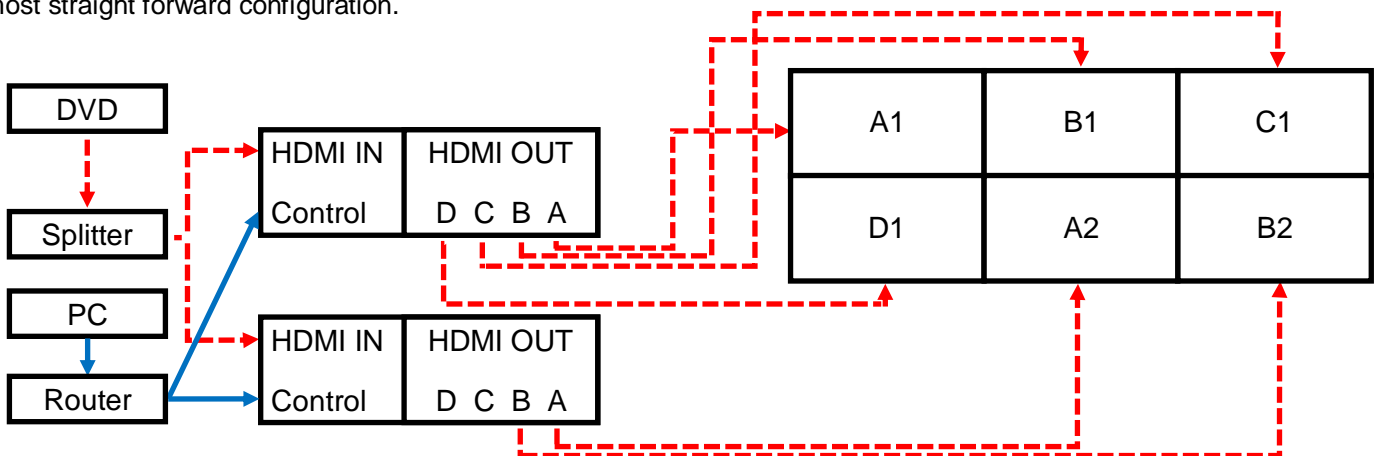 most straight forward configuration.
DVD
Splitter
PC
Router
HDMI IN
Control
HDMI OUT
D C B A
HDMI IN
Control
HDMI OUT
D C B A
A1
B1
C1
D1
A2
B2